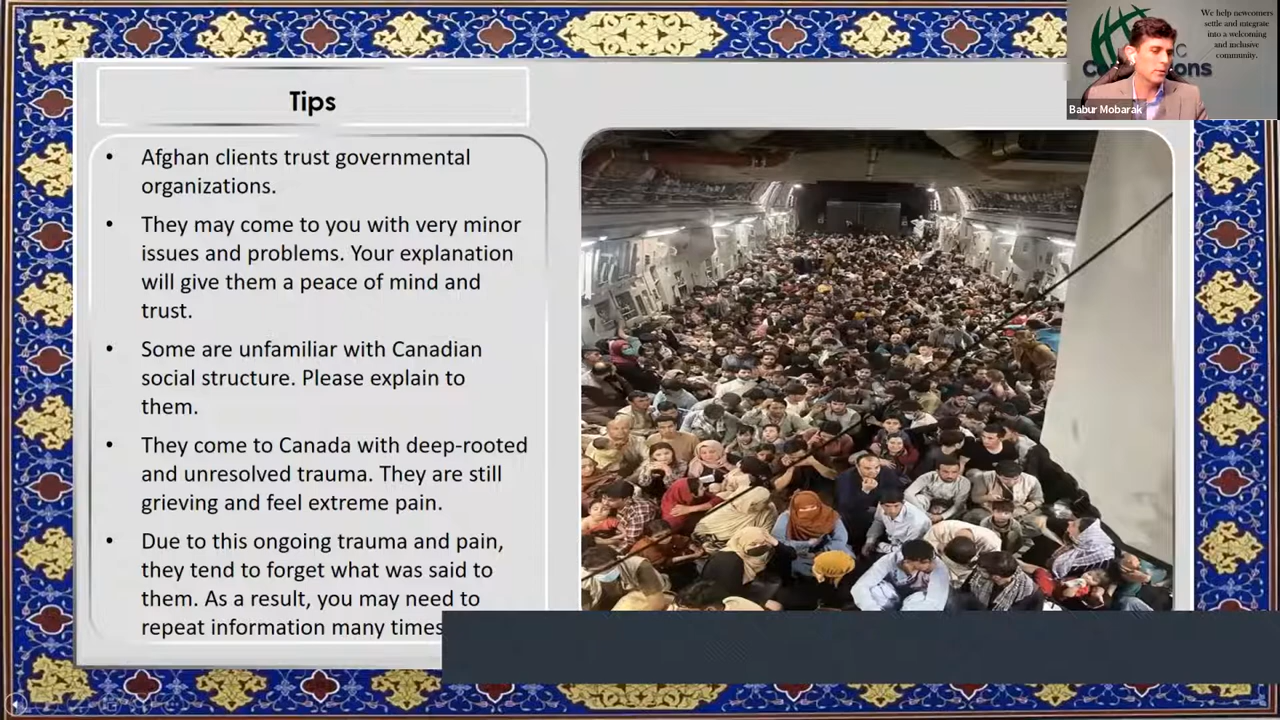 Tips
• Afghan clients trust governmental
organizations.
• They may come to you with very minor
issues and problems. Your explanation
will give them a peace of mind and
trust.
• Some are unfamiliar with Canadian
social structure. Please explain to
them.
• They come to Canada with deep-rooted
and unresolved trauma. They are still
grieving and feel extreme pain.
• Due to this ongoing trauma and pain,
they tend to forget what was said to
them. As a result, you may need to
repeat information many times
We help newcomers
settle and integrate
into a welcoming
and inclusive
community.
Babur Mobarak